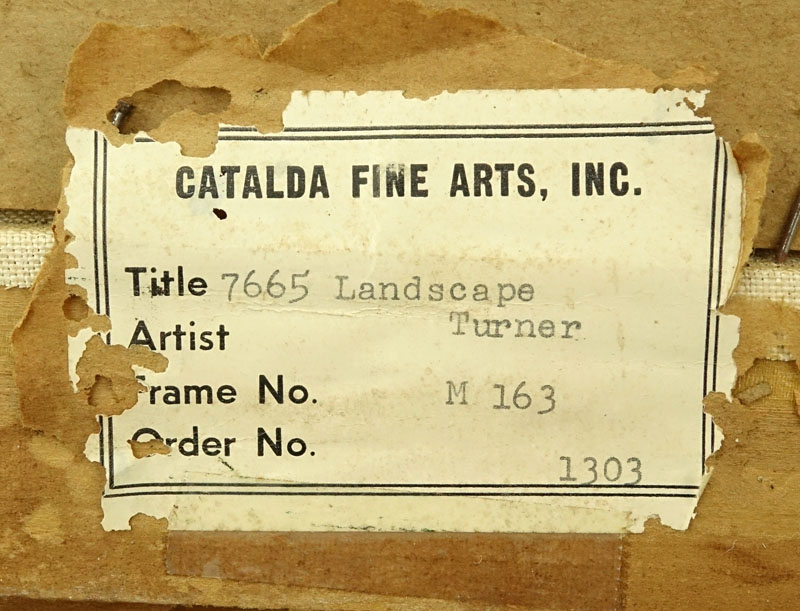 CATALDA FINE ARTS, INC.
Title 7665 Landscape
Artist Turner
Frame No. M 163
Order No. 1303